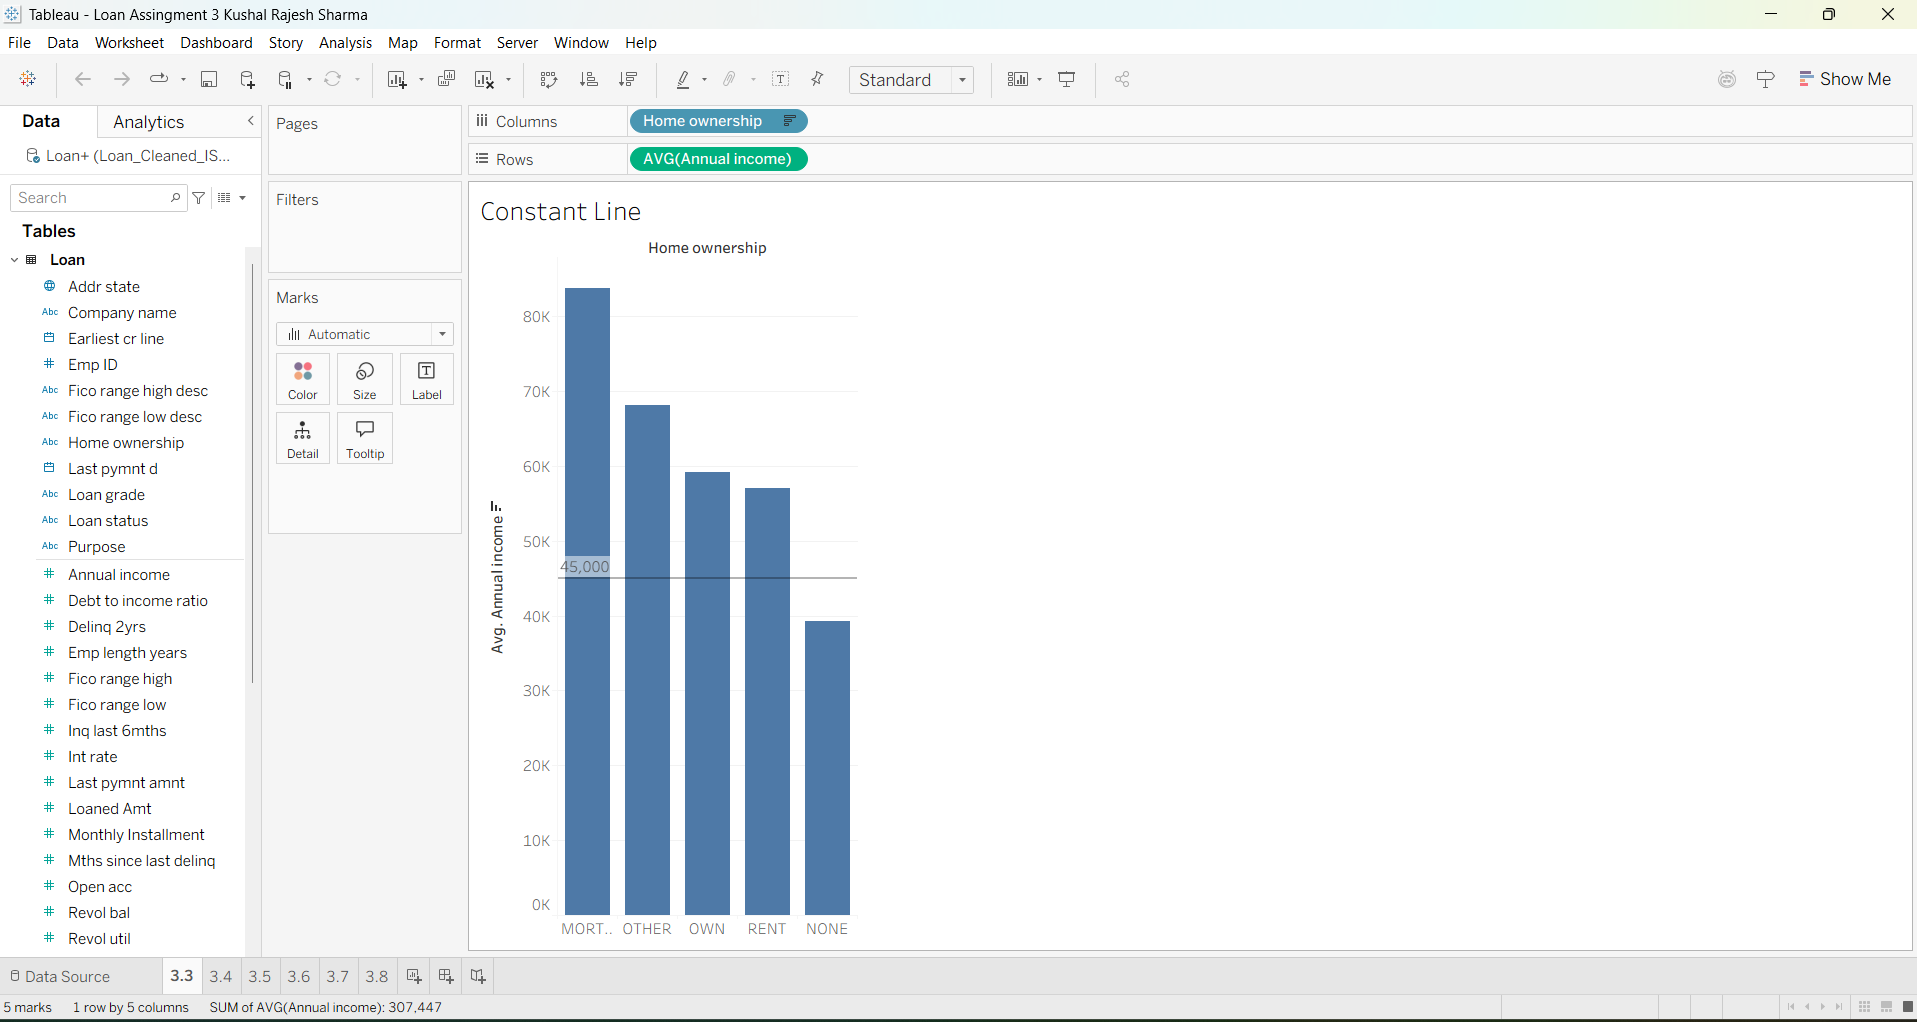 Tableau - Loan Assingment 3 Kushal Rajesh Sharma
File Data Worksheet Dashboard Story Analysis Map Format Server Window Help
Standard
Show Me
Data Analytics
Loan+ (Loan_Cleaned_IS...
Search
Tables
Loan
Addr state
Abc Company name
Earliest cr line
# Emp ID
Abc Fico range high desc
Abc Fico range low desc
Abc Home ownership
Last pymnt d
Abc Loan grade
Abc Loan status
Abc Purpose
# Annual income
# Debt to income ratio
# Delinq 2yrs
# Emp length years
# Fico range high
# Fico range low
# Inq last 6mths
# Int rate
# Last pymnt amnt
# Loaned Amt
# Monthly Installment
# Mths since last delinq
# Open acc
# Revol bal
# Revol util
Pages
Filters
Marks
Automatic
Color Size T Label
Detail Tooltip
Columns Home ownership
Rows AVG(Annual income)
Constant Line
Home ownership
80K
70K
60K
50K
45,000
40K
30K
20K
10K
0K
Avg. Annual income
MORT.. OTHER OWN RENT NONE
Data Source 3.3 3.4 3.5 3.6 3.7 3.8
5 marks 1 row by 5 columns SUM of AVG(Annual income): 307,447